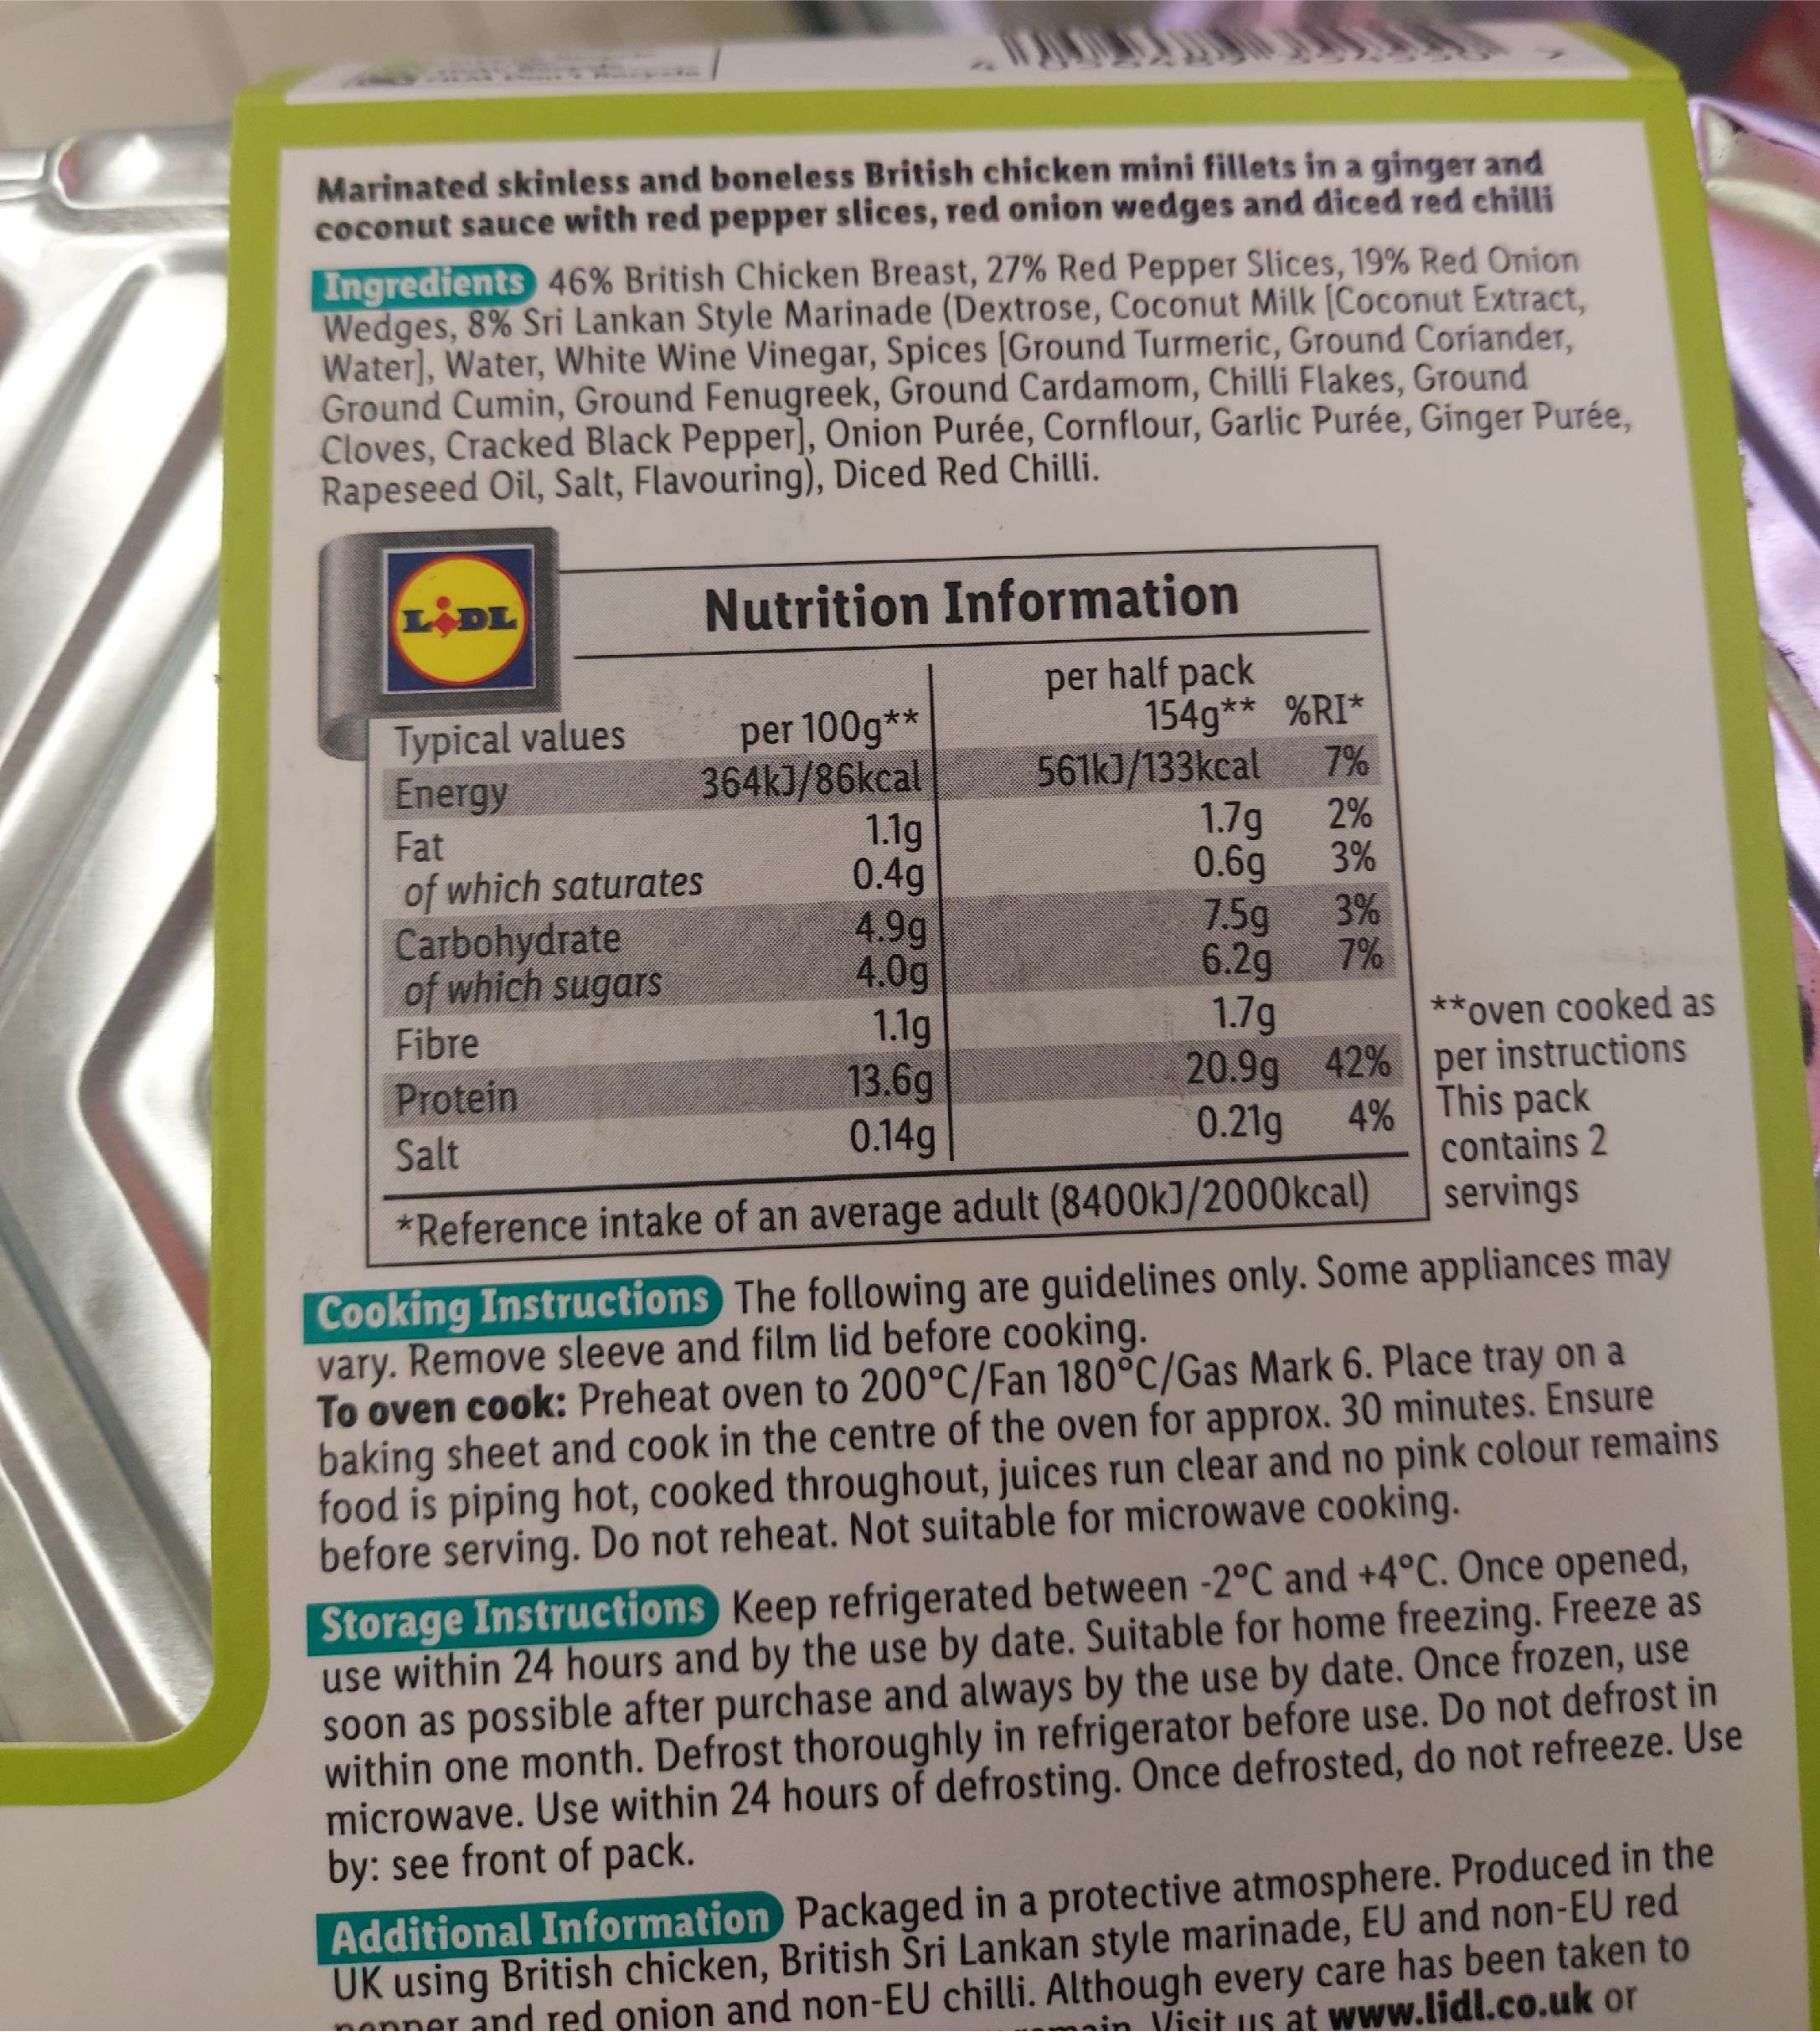 Marinated skinless and boneless British chicken mini fillets in a ginger and
coconut sauce with red pepper slices, red onion wedges and diced red chilli
Ingredients 46% British Chicken Breast, 27% Red Pepper Slices, 19% Red Onion
Wedges, 8% Sri Lankan Style Marinade (Dextrose, Coconut Milk [Coconut Extract,
Water], Water, White Wine Vinegar, Spices [Ground Turmeric, Ground Coriander,
Ground Cumin, Ground Fenugreek, Ground Cardamom, Chilli Flakes, Ground
Cloves, Cracked Black Pepper], Onion Purée, Cornflour, Garlic Purée, Ginger Purée,
Rapeseed Oil, Salt, Flavouring), Diced Red Chilli.
LIDL
Nutrition Information
per half pack
Typical values per 100g** 154g** %RI*
Energy 364kJ/86kcal 561kJ/133kcal 7%
Fat 1.1g 1.7g 2%
of which saturates 0.4g 0.6g 3%
Carbohydrate 4.9g 7.5g 3%
of which sugars 4.0g 6.2g 7%
Fibre 1.1g 1.7g
Protein 13.6g 20.9g 42%
Salt 0.14g 0.21g 4%
*Reference intake of an average adult (8400kJ/2000kcal)
**oven cooked as
per instructions
This pack
contains 2
servings
Cooking Instructions The following are guidelines only. Some appliances may
vary. Remove sleeve and film lid before cooking.
To oven cook: Preheat oven to 200°C/Fan 180°C/Gas Mark 6. Place tray on a
baking sheet and cook in the centre of the oven for approx. 30 minutes. Ensure
food is piping hot, cooked throughout, juices run clear and no pink colour remains
before serving. Do not reheat. Not suitable for microwave cooking.
Storage Instructions Keep refrigerated between -2°C and +4°C. Once opened,
use within 24 hours and by the use by date. Suitable for home freezing. Freeze as
soon as possible after purchase and always by the use by date. Once frozen, use
within one month. Defrost thoroughly in refrigerator before use. Do not defrost in
microwave. Use within 24 hours of defrosting. Once defrosted, do not refreeze. Use
by: see front of pack.
Additional Information Packaged in a protective atmosphere. Produced in the
UK using British chicken, British Sri Lankan style marinade, EU and non-EU red
pepper and red onion and non-EU chilli. Although every care has been taken to
Visit us at www.lidl.co.uk or